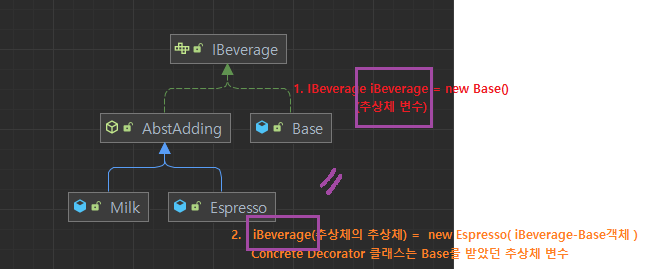 IBeverage
1. IBeverage iBeverage = new Base()
(추상체 변수)
AbstAdding
Base
Milk
Espresso
2. iBeverage(추상체의 추상체) = new Espresso( iBeverage-Base객체 )
Concrete Decorator 클래스는 Base를 받았던 추상체 변수